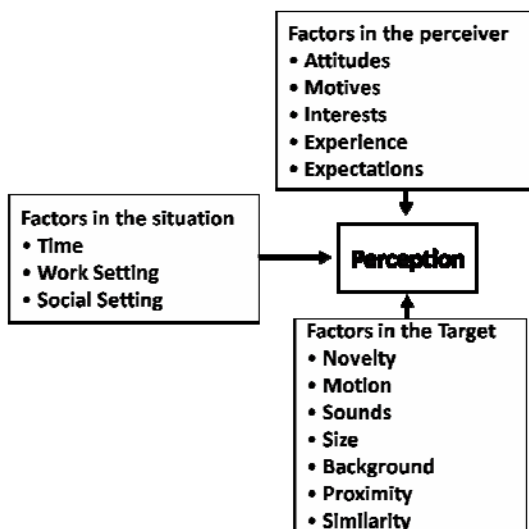 Factors in the perceiver
• Attitudes
• Motives
• Interests
• Experience
• Expectations
Factors in the situation
• Time
• Work Setting
• Social Setting
Perception
Factors in the Target
• Novelty
• Motion
• Sounds
• Size
• Background
• Proximity
• Similarity